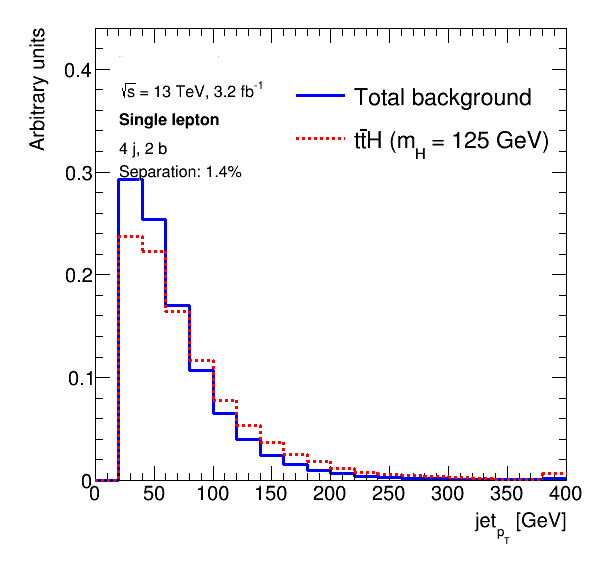 Arbitrary units
0.4
0.3
0.2
0.1
0
√s = 13 TeV, 3.2 fb⁻¹
Single lepton
4 j, 2 b
Separation: 1.4%
Total background
tt̄H (m_H = 125 GeV)
0 50 100 150 200 250 300 350 400
jet_p_T [GeV]